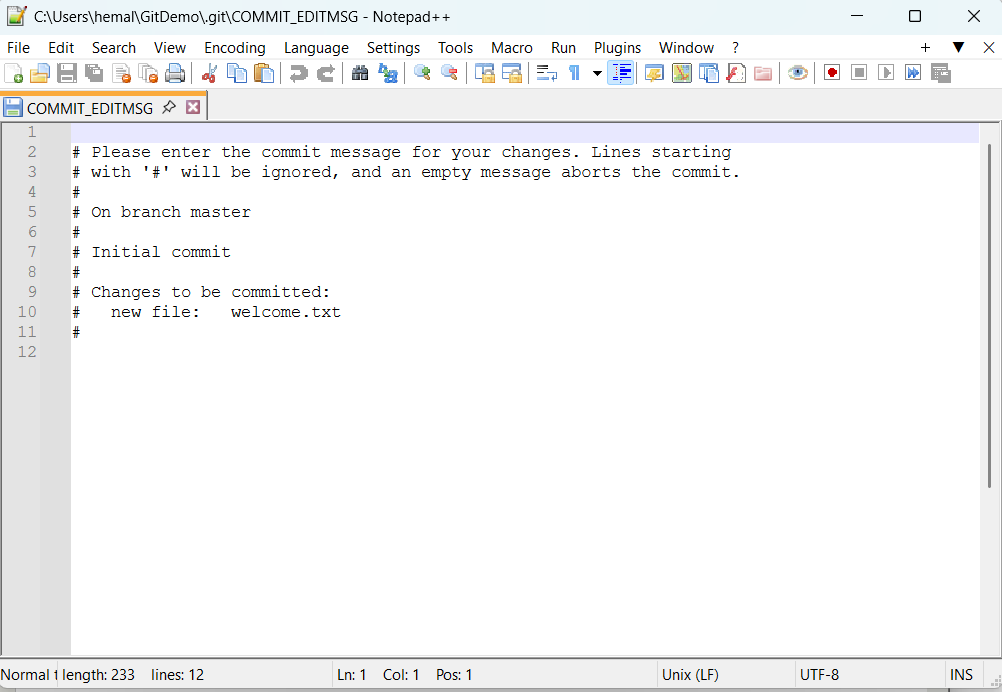 C:\Users\hemal\GitDemo\.git\COMMIT_EDITMSG - Notepad++
File Edit Search View Encoding Language Settings Tools Macro Run Plugins Window ? + ▼ X
COMMIT_EDITMSG
1
2 # Please enter the commit message for your changes. Lines starting
3 # with '#' will be ignored, and an empty message aborts the commit.
4 #
5 # On branch master
6 #
7 # Initial commit
8 #
9 # Changes to be committed:
10 #   new file:   welcome.txt
11 #
12
Normal t length: 233 lines: 12 Ln: 1 Col: 1 Pos: 1 Unix (LF) UTF-8 INS